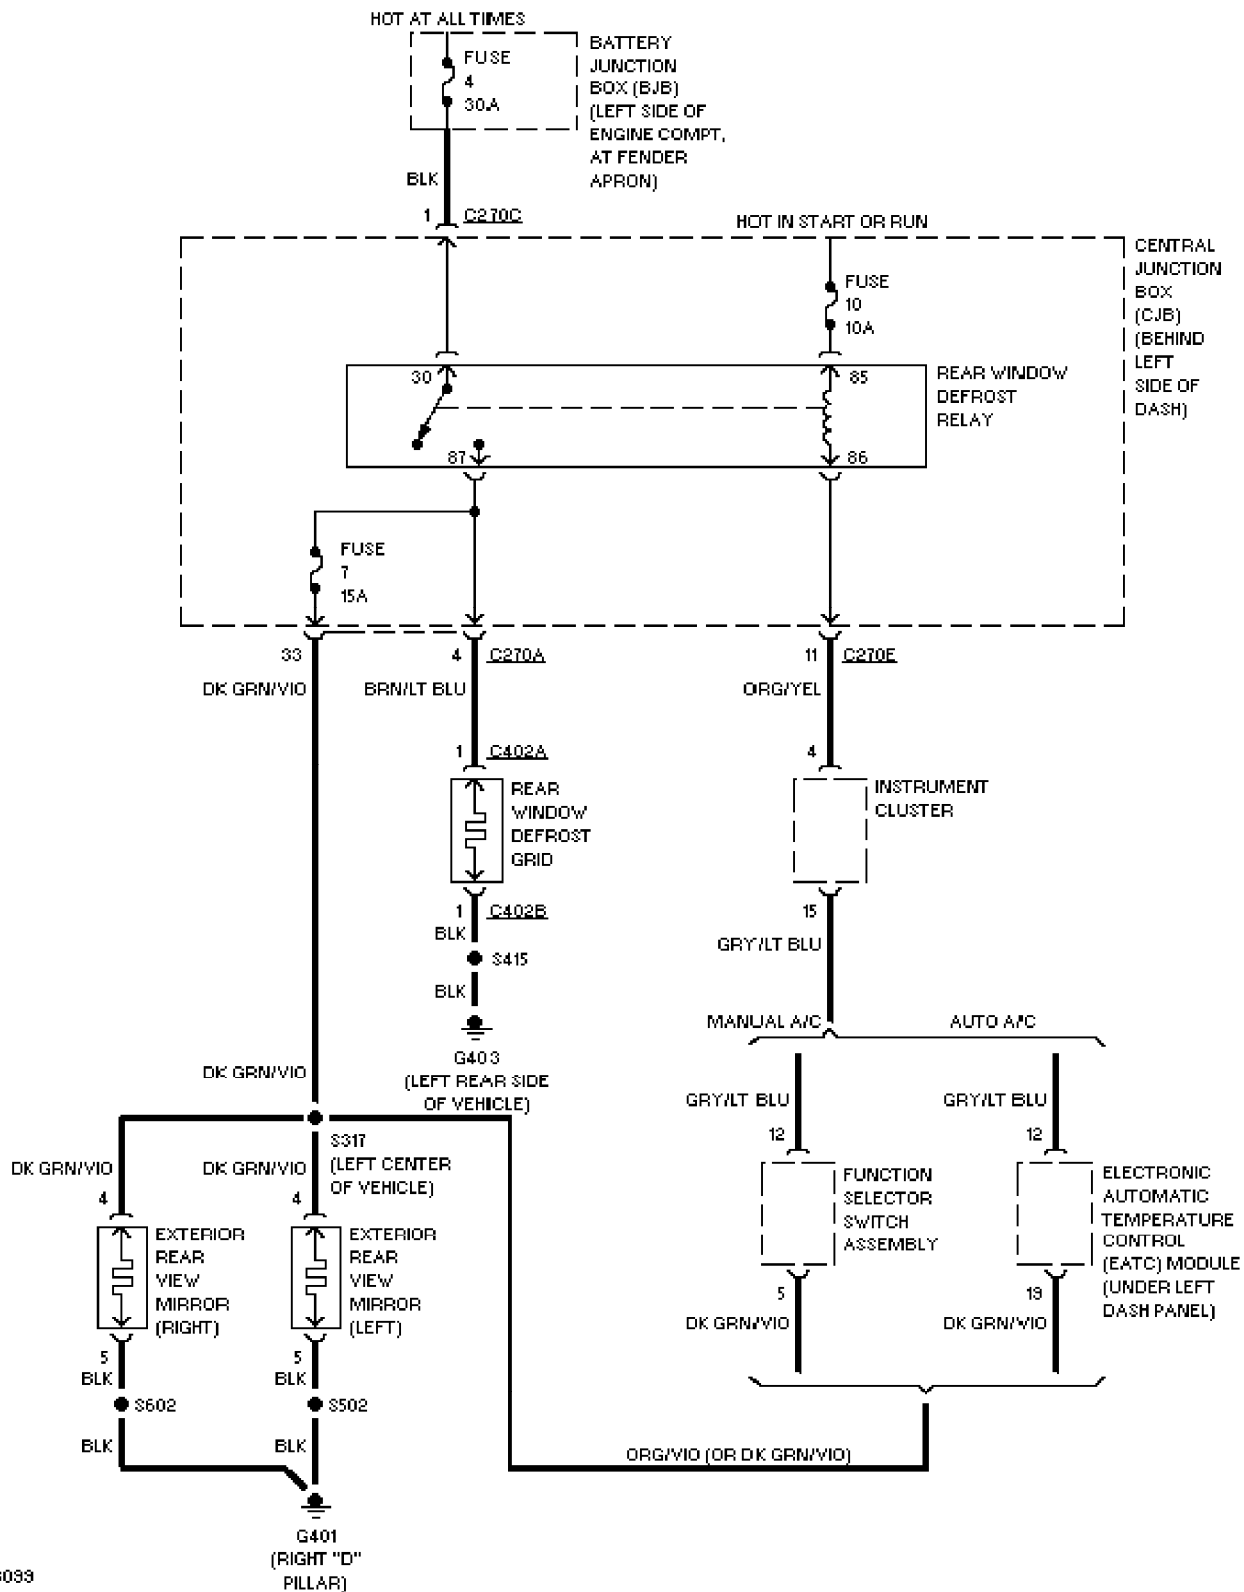 HOT AT ALL TIMES
FUSE
4
30A
BATTERY
JUNCTION
BOX (BJB)
(LEFT SIDE OF
ENGINE COMPT,
AT FENDER
APRON)
BLK
1 C270C
HOT IN START OR RUN
CENTRAL
JUNCTION
BOX
(CJB)
(BEHIND
LEFT
SIDE OF
DASH)
FUSE
10
10A
30
85
REAR WINDOW
DEFROST
RELAY
87
86
FUSE
7
15A
33
4 C270A
11 C270E
DK GRN/VIO
BRN/LT BLU
ORG/YEL
1 C402A
4
REAR
WINDOW
DEFROST
GRID
INSTRUMENT
CLUSTER
1 C402B
15
BLK
GRY/LT BLU
S415
BLK
MANUAL A/C
AUTO A/C
G403
(LEFT REAR SIDE
OF VEHICLE)
DK GRN/VIO
GRY/LT BLU
GRY/LT BLU
S317
(LEFT CENTER
OF VEHICLE)
12
12
DK GRN/VIO
DK GRN/VIO
4
4
FUNCTION
SELECTOR
SWITCH
ASSEMBLY
ELECTRONIC
AUTOMATIC
TEMPERATURE
CONTROL
(EATC) MODULE
(UNDER LEFT
DASH PANEL)
EXTERIOR
REAR
VIEW
MIRROR
(RIGHT)
EXTERIOR
REAR
VIEW
MIRROR
(LEFT)
5
19
DK GRN/VIO
DK GRN/VIO
5
5
BLK
BLK
S602
S502
BLK
BLK
ORG/VIO (OR DK GRN/VIO)
G401
(RIGHT "D"
PILLAR)